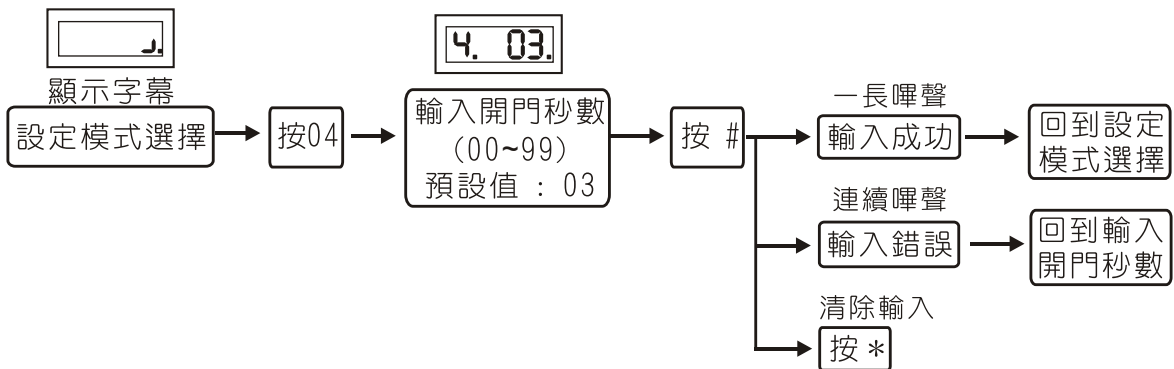 4. 03.
顯示字幕
設定模式選擇
按04
輸入開門秒數
(00~99)
預設值 : 03
按 #
一長嗶聲
輸入成功
回到設定
模式選擇
連續嗶聲
輸入錯誤
回到輸入
開門秒數
清除輸入
按 *